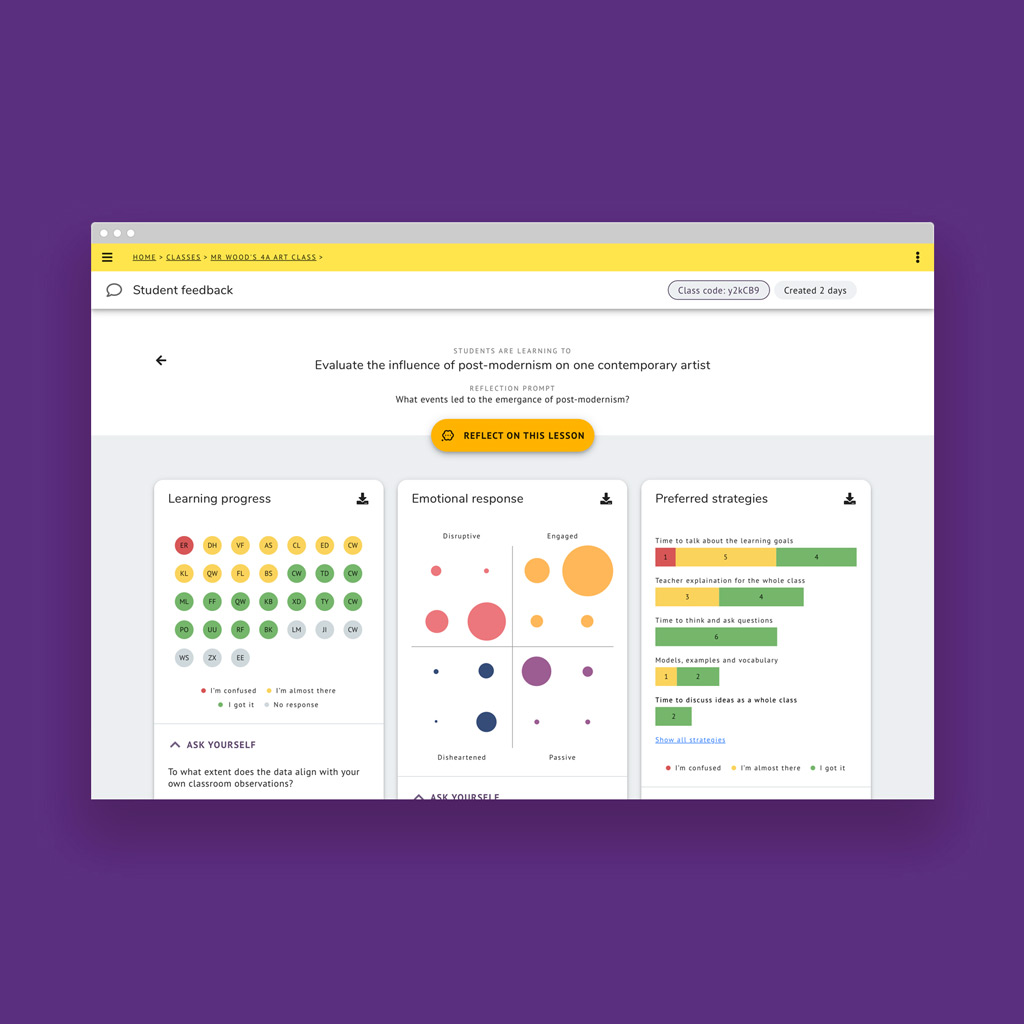 HOME > CLASSES > MR WOOD'S 4A ART CLASS >
Student feedback
Class code: y2kCB9
Created 2 days
STUDENTS ARE LEARNING TO
Evaluate the influence of post-modernism on one contemporary artist
REFLECTION PROMPT
What events led to the emergance of post-modernism?
REFLECT ON THIS LESSON
Learning progress
ER DH VF AS CL ED CW
KL QW FL BS CW TD CW
ML FF QW KB XD TY CW
PO UU RF BK LM JI CW
WS ZX EE
I'm confused I'm almost there
I got it No response
ASK YOURSELF
To what extent does the data align with your
own classroom observations?
Emotional response
Disruptive Engaged
Disheartened Passive
ASK YOURSELF
Preferred strategies
Time to talk about the learning goals
1 5 4
Teacher explaination for the whole class
3 4
Time to think and ask questions
6
Models, examples and vocabulary
1 2
Time to discuss ideas as a whole class
2
Show all strategies
I'm confused I'm almost there I got it